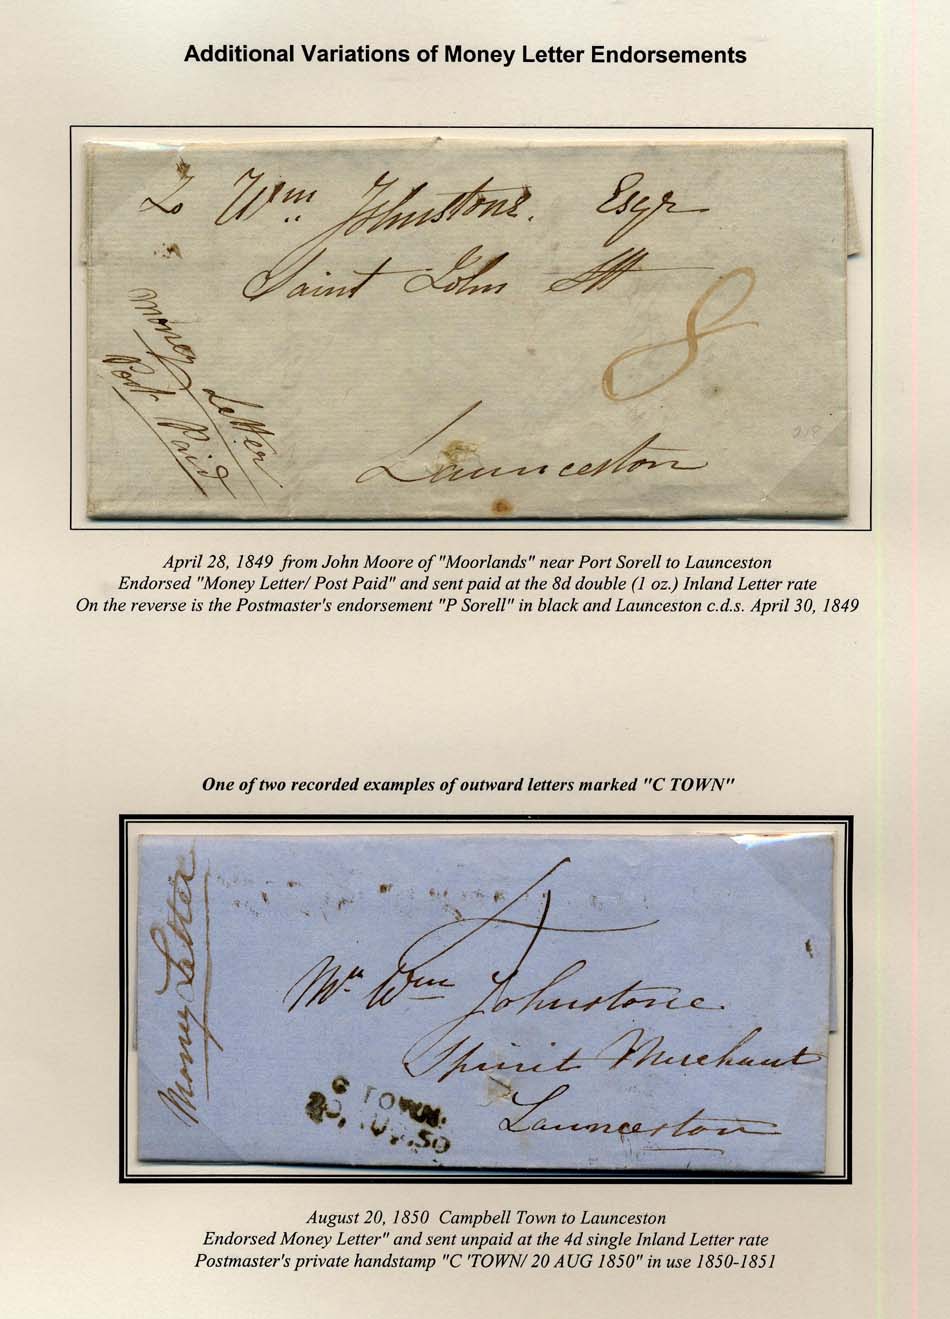 Additional Variations of Money Letter Endorsements
To Wm Johnstone. Esqr
Saint John Stt
8
Money Letter
Post Paid
Launceston
218
April 28, 1849 from John Moore of "Moorlands" near Port Sorell to Launceston
Endorsed "Money Letter/ Post Paid" and sent paid at the 8d double (1 oz.) Inland Letter rate
On the reverse is the Postmaster's endorsement "P Sorell" in black and Launceston c.d.s. April 30, 1849
One of two recorded examples of outward letters marked "C TOWN"
Money Letter
4
Mr Wm Johnstone
Spirit Merchant
Launceston
C TOWN.
20, AUG.50
August 20, 1850 Campbell Town to Launceston
Endorsed Money Letter" and sent unpaid at the 4d single Inland Letter rate
Postmaster's private handstamp "C 'TOWN/ 20 AUG 1850" in use 1850-1851